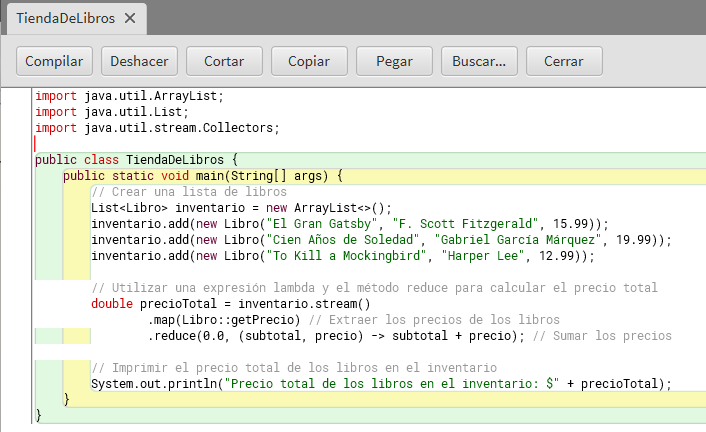 TiendaDeLibros ✕
Compilar Deshacer Cortar Copiar Pegar Buscar... Cerrar
import java.util.ArrayList;
import java.util.List;
import java.util.stream.Collectors;
public class TiendaDeLibros {
    public static void main(String[] args) {
        // Crear una lista de libros
        List<Libro> inventario = new ArrayList<>();
        inventario.add(new Libro("El Gran Gatsby", "F. Scott Fitzgerald", 15.99));
        inventario.add(new Libro("Cien Años de Soledad", "Gabriel García Márquez", 19.99));
        inventario.add(new Libro("To Kill a Mockingbird", "Harper Lee", 12.99));
        // Utilizar una expresión lambda y el método reduce para calcular el precio total
        double precioTotal = inventario.stream()
                .map(Libro::getPrecio) // Extraer los precios de los libros
                .reduce(0.0, (subtotal, precio) -> subtotal + precio); // Sumar los precios
        // Imprimir el precio total de los libros en el inventario
        System.out.println("Precio total de los libros en el inventario: $" + precioTotal);
    }
}